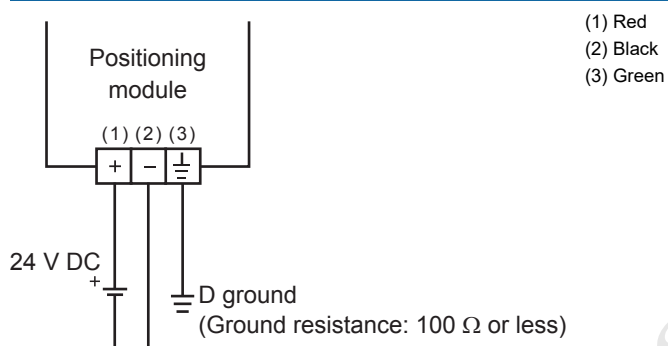 (1) Red
(2) Black
(3) Green
Positioning
module
(1) (2) (3)
+ −
24 V DC
+
D ground
(Ground resistance: 100 Ω or less)